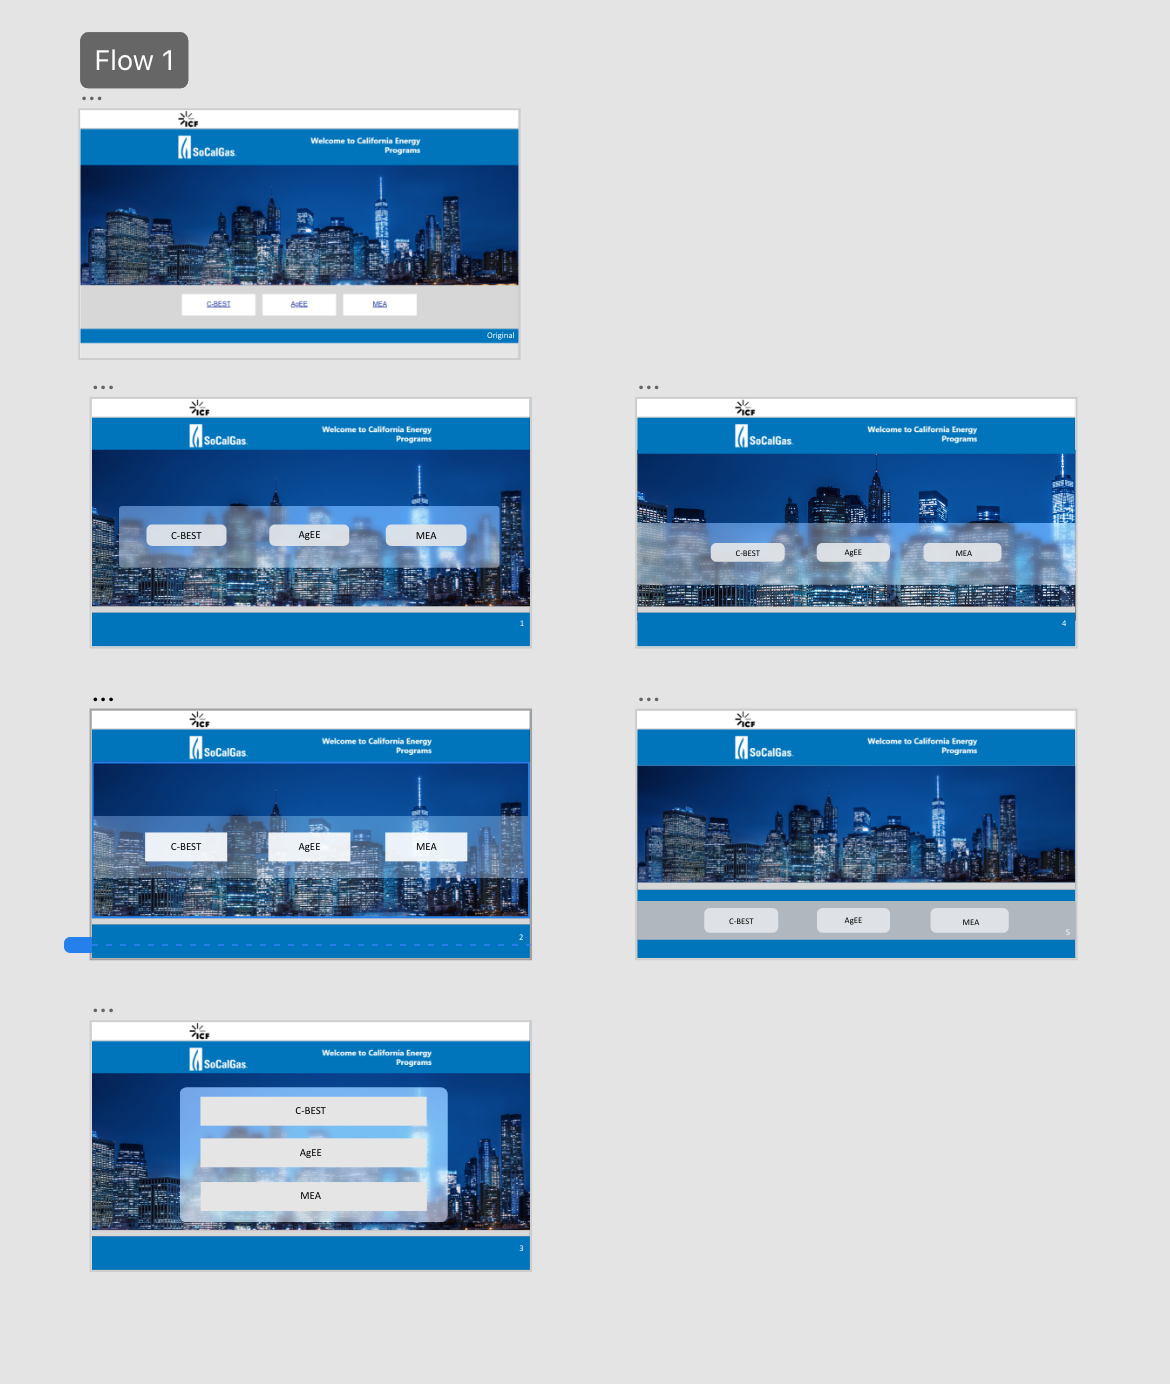 Flow 1
ICF
SoCalGas.
Welcome to California Energy
Programs
C-BEST
AgEE
MEA
Original
ICF
SoCalGas.
Welcome to California Energy
Programs
C-BEST
AgEE
MEA
1
ICF
SoCalGas.
Welcome to California Energy
Programs
C-BEST
AgEE
MEA
4
ICF
SoCalGas.
Welcome to California Energy
Programs
C-BEST
AgEE
MEA
2
ICF
SoCalGas.
Welcome to California Energy
Programs
C-BEST
AgEE
MEA
5
ICF
SoCalGas.
Welcome to California Energy
Programs
C-BEST
AgEE
MEA
3